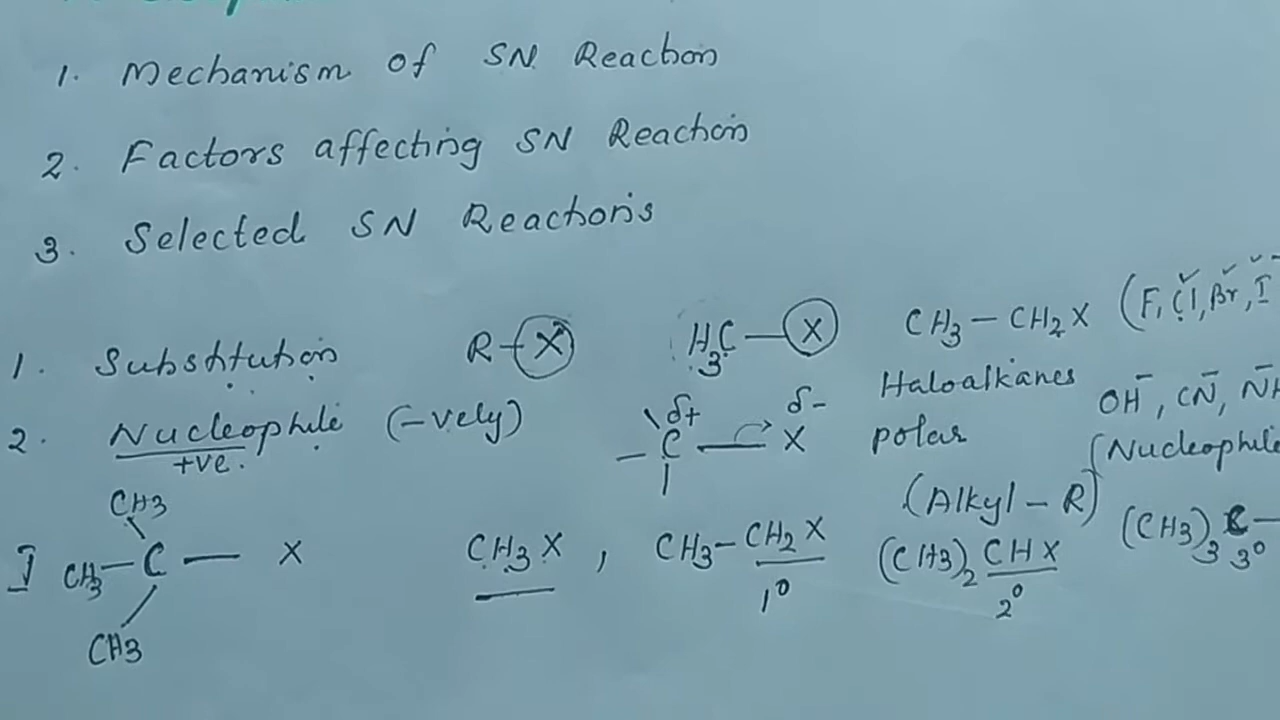 1. Mechanism of SN Reaction
2. Factors affecting SN Reaction
3. Selected SN Reactions
1. Substitution R-X H3C-X CH3-CH2X (F, Cl, Br, I
Haloalkanes OH⁻, CN⁻, NH
2. Nucleophile (-vely) δ+ δ- polar (Nucleophile
+ve. -C-X
(Alkyl-R)
CH3
I CH3-C-X CH3X, CH3-CH2X (CH3)2CHX (CH3)3C-
1° 2° 3°
CH3